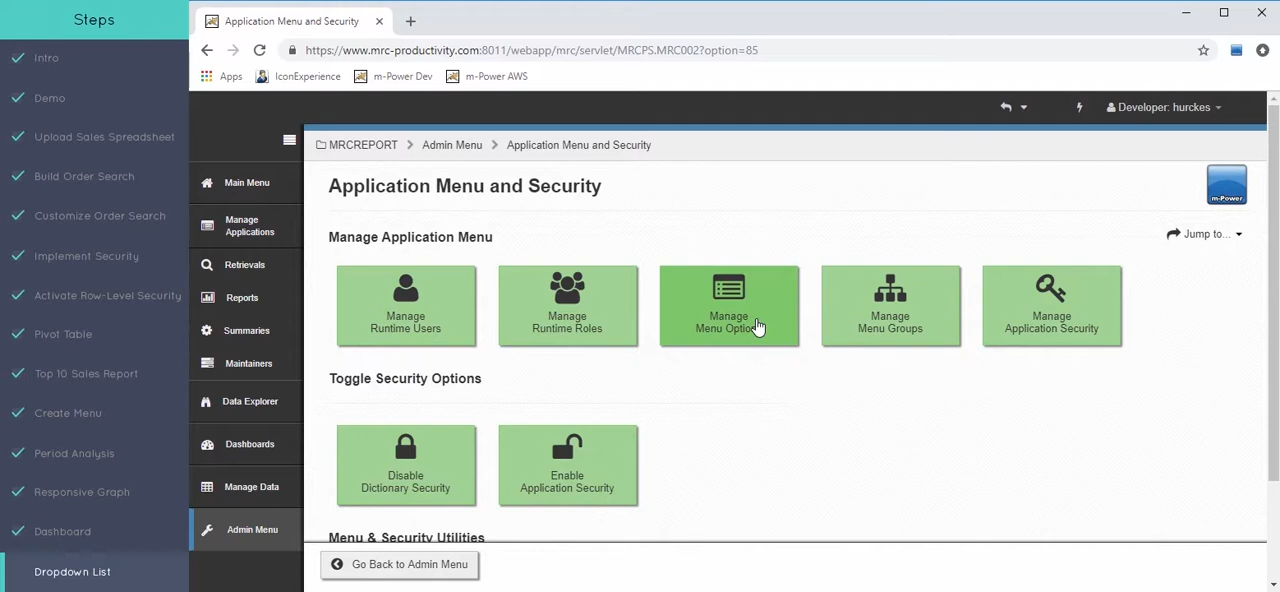 Steps
Intro
Demo
Upload Sales Spreadsheet
Build Order Search
Customize Order Search
Implement Security
Activate Row-Level Security
Pivot Table
Top 10 Sales Report
Create Menu
Period Analysis
Responsive Graph
Dashboard
Dropdown List
Application Menu and Security
https://www.mrc-productivity.com:8011/webapp/mrc/servlet/MRCPS.MRC002?option=85
Apps IconExperience m-Power Dev m-Power AWS
Developer: hurckes
Main Menu
Manage
Applications
Retrievals
Reports
Summaries
Maintainers
Data Explorer
Dashboards
Manage Data
Admin Menu
MRCREPORT Admin Menu Application Menu and Security
Application Menu and Security
m-Power
Manage Application Menu
Jump to...
Manage
Runtime Users
Manage
Runtime Roles
Manage
Menu Option
Manage
Menu Groups
Manage
Application Security
Toggle Security Options
Disable
Dictionary Security
Enable
Application Security
Menu & Security Utilities
Go Back to Admin Menu